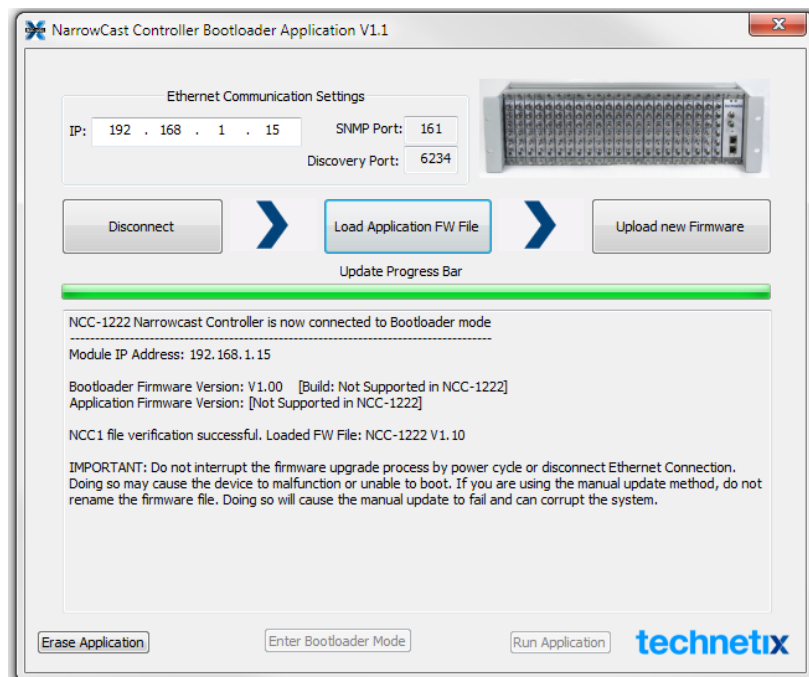 NarrowCast Controller Bootloader Application V1.1
Ethernet Communication Settings
IP: 192 . 168 . 1 . 15
SNMP Port: 161
Discovery Port: 6234
Disconnect
Load Application FW File
Upload new Firmware
Update Progress Bar
NCC-1222 Narrowcast Controller is now connected to Bootloader mode
--------------------------------------------------------------------------------
Module IP Address: 192.168.1.15
Bootloader Firmware Version: V1.00 [Build: Not Supported in NCC-1222]
Application Firmware Version: [Not Supported in NCC-1222]
NCC1 file verification successful. Loaded FW File: NCC-1222 V1.10
IMPORTANT: Do not interrupt the firmware upgrade process by power cycle or disconnect Ethernet Connection.
Doing so may cause the device to malfunction or unable to boot. If you are using the manual update method, do not
rename the firmware file. Doing so will cause the manual update to fail and can corrupt the system.
Erase Application
Enter Bootloader Mode
Run Application
technetix